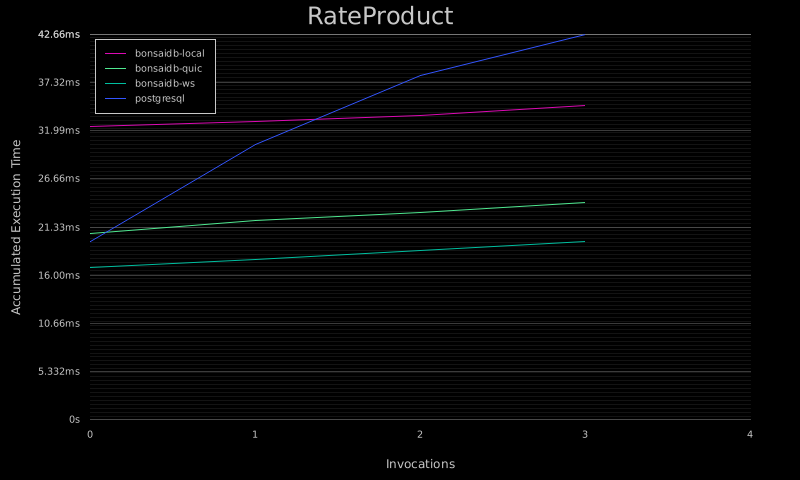 RateProduct
42.66ms
bonsaidb-local
bonsaidb-quic
bonsaidb-ws
postgresql
37.32ms
31.99ms
26.66ms
21.33ms
16.00ms
10.66ms
5.332ms
0s
Accumulated Execution Time
0 1 2 3 4
Invocations